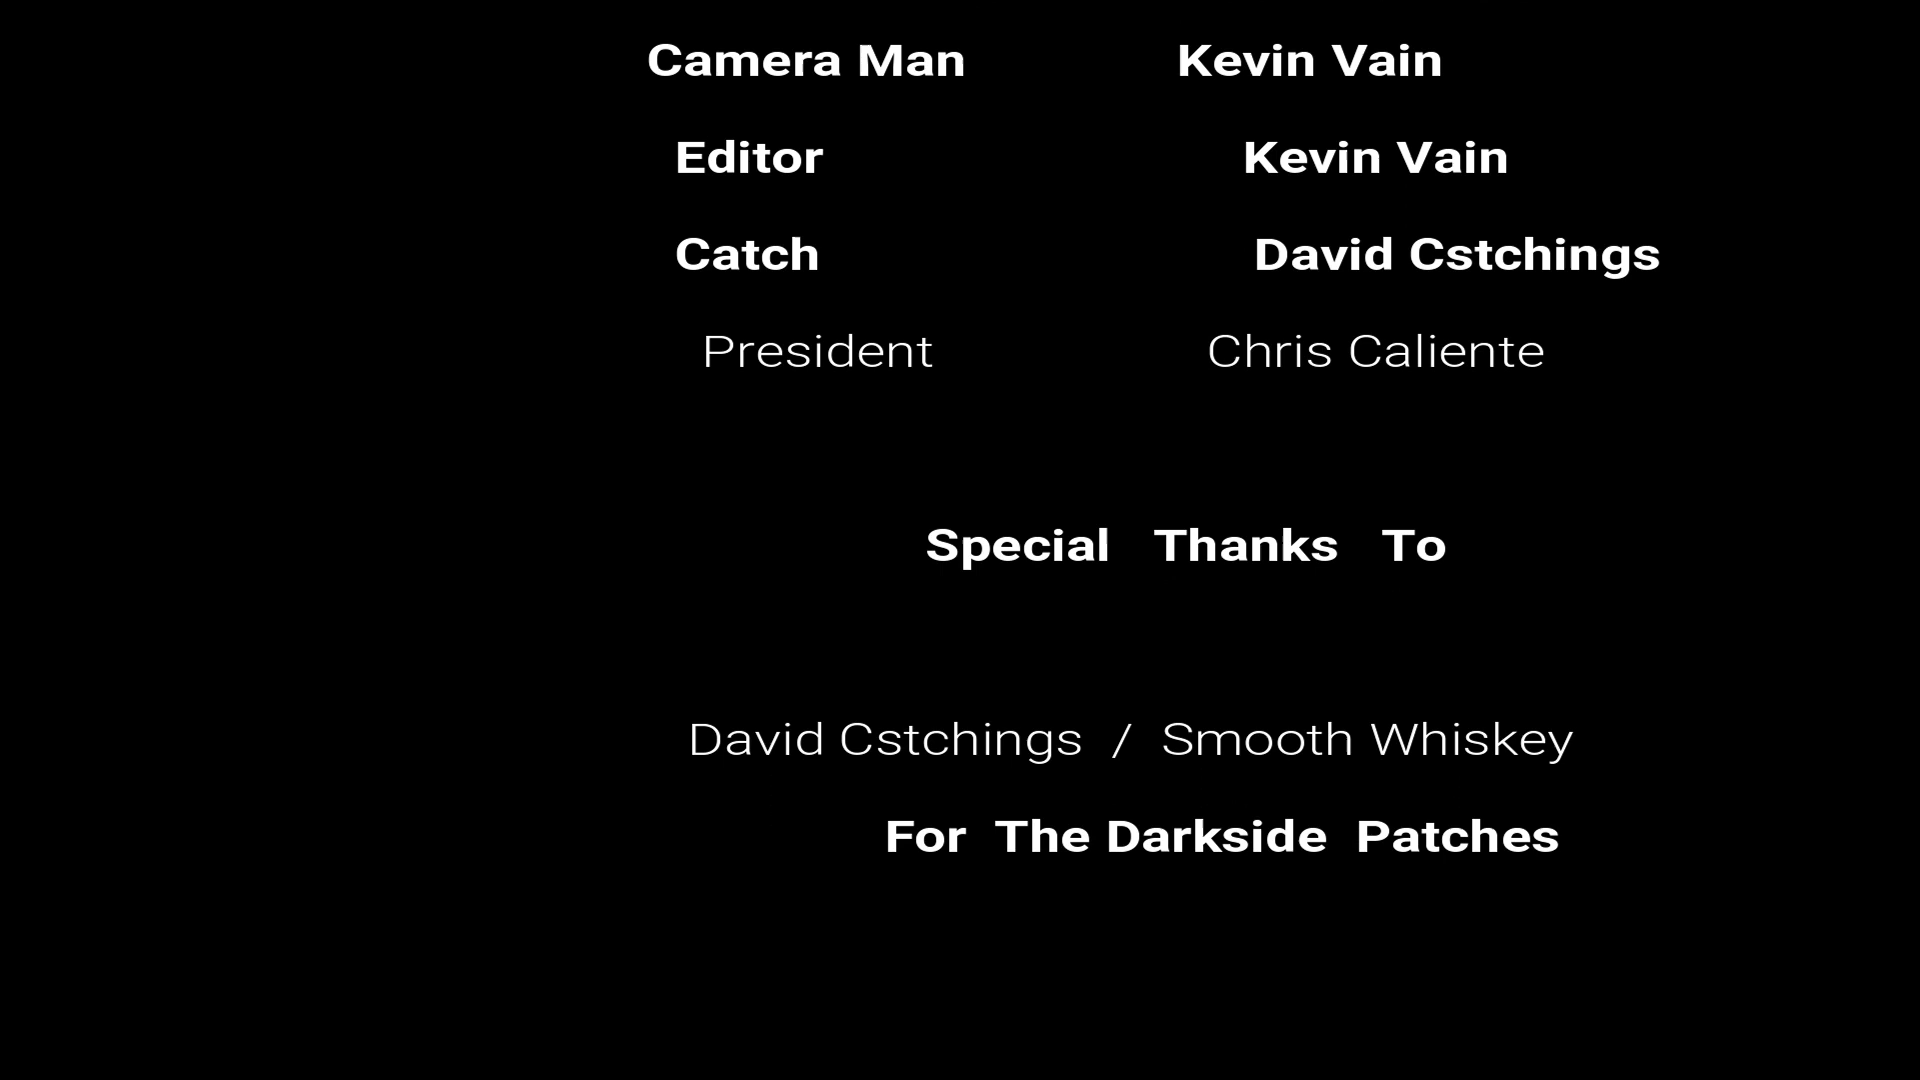 Camera Man Kevin Vain
Editor Kevin Vain
Catch David Cstchings
President Chris Caliente
Special Thanks To
David Cstchings / Smooth Whiskey
For The Darkside Patches